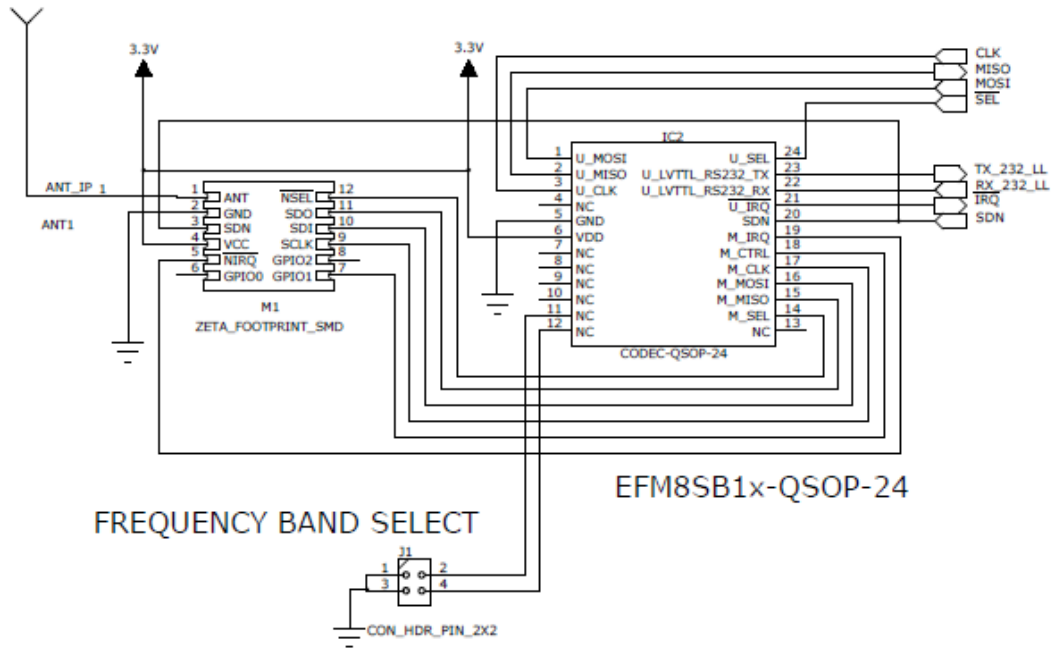 3.3V
3.3V
CLK
MISO
MOSI
SEL
IC2
1 U_MOSI U_SEL 24
2 U_MISO U_LVTTL_RS232_TX 23 TX_232_LL
3 U_CLK U_LVTTL_RS232_RX 22 RX_232_LL
4 NC U_IRQ 21 IRQ
5 GND SDN 20 SDN
6 VDD M_IRQ 19
7 NC M_CTRL 18
8 NC M_CLK 17
9 NC M_MOSI 16
10 NC M_MISO 15
11 NC M_SEL 14
12 NC NC 13
CODEC-QSOP-24
ANT_IP 1
ANT1
1 ANT NSEL 12
2 GND SDO 11
3 SDN SDI 10
4 VCC SCLK 9
5 NIRQ GPIO2 8
6 GPIO0 GPIO1 7
M1
ZETA_FOOTPRINT_SMD
EFM8SB1x-QSOP-24
FREQUENCY BAND SELECT
J1
1 2
3 4
CON_HDR_PIN_2X2